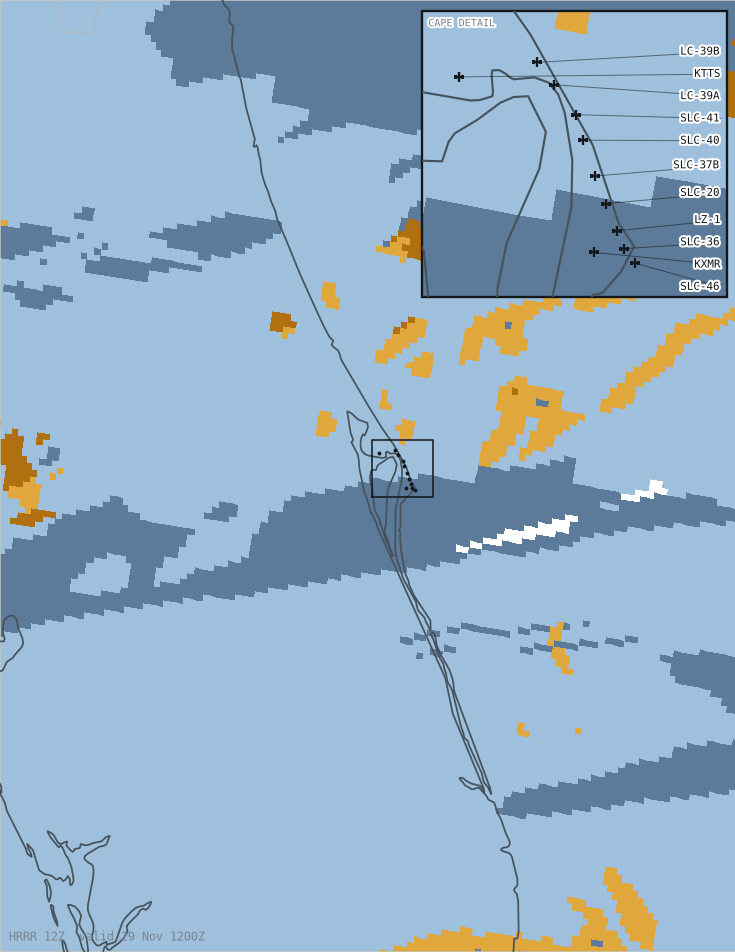 CAPE DETAIL
LC-39B
KTTS
LC-39A
SLC-41
SLC-40
SLC-37B
SLC-20
LZ-1
SLC-36
KXMR
SLC-46
HRRR 12Z  valid 29 Nov 1200Z